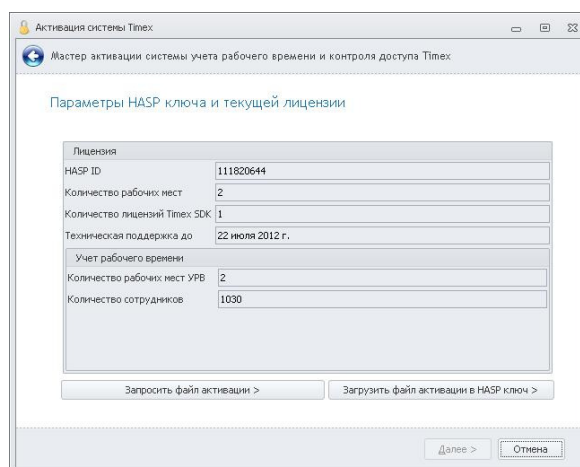 Активация системы Timex
Мастер активации системы учета рабочего времени и контроля доступа Timex
Параметры HASP ключа и текущей лицензии
Лицензия
HASP ID 111820644
Количество рабочих мест 2
Количество лицензий Timex SDK 1
Техническая поддержка до 22 июля 2012 г.
Учет рабочего времени
Количество рабочих мест УРВ 2
Количество сотрудников 1030
Запросить файл активации > Загрузить файл активации в HASP ключ >
Далее > Отмена